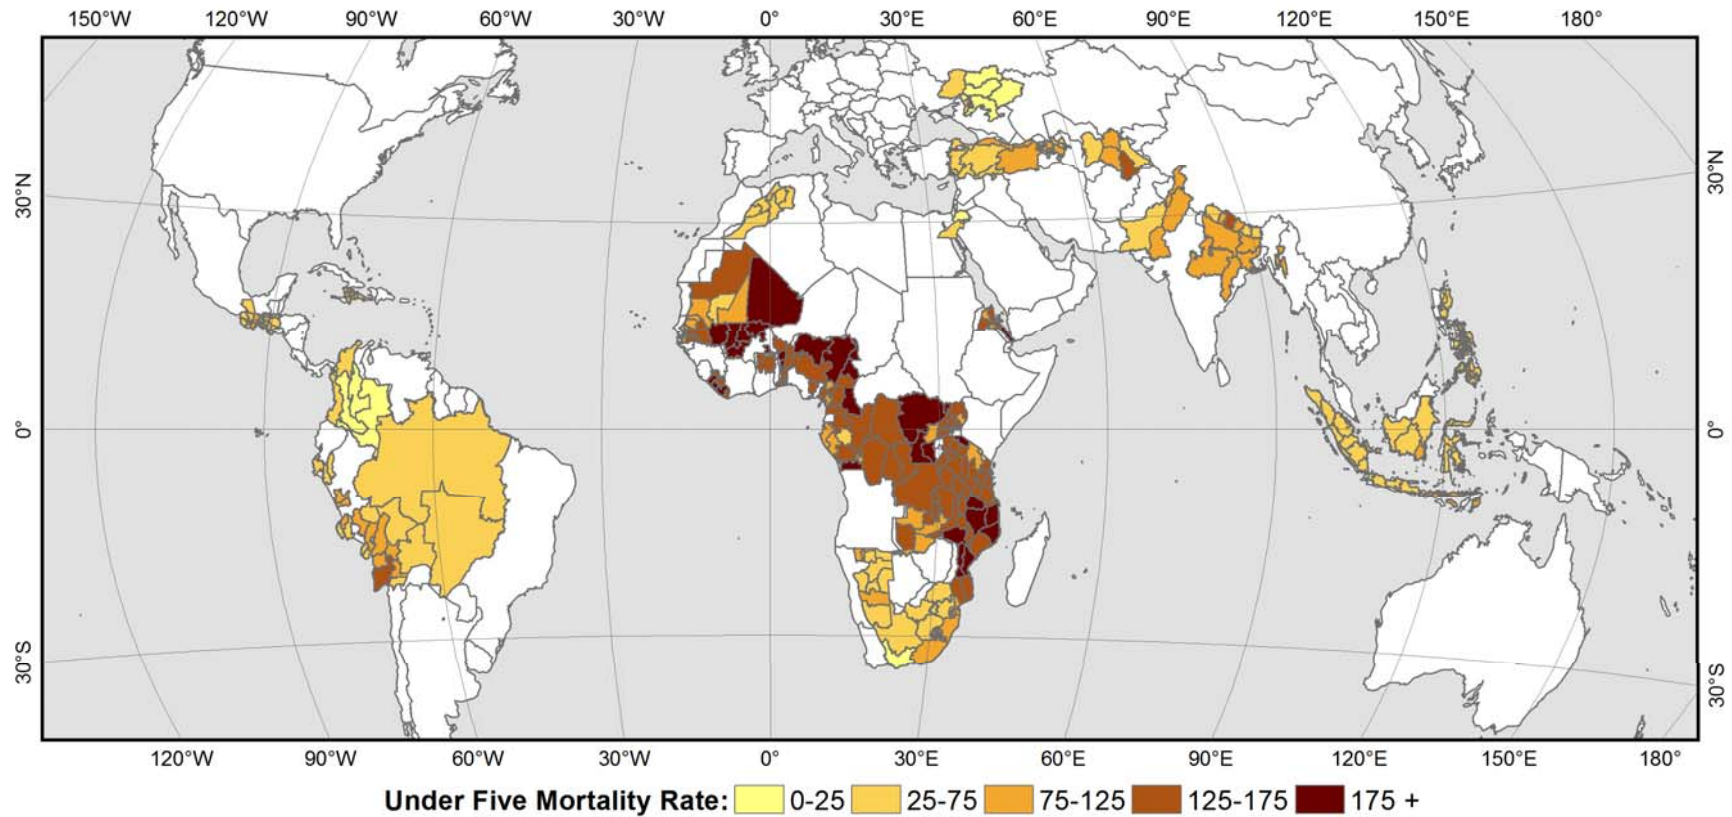 150°W 120°W 90°W 60°W 30°W 0° 30°E 60°E 90°E 120°E 150°E 180°
30°N 30°N
0° 0°
30°S 30°S
120°W 90°W 60°W 30°W 0° 30°E 60°E 90°E 120°E 150°E 180°
Under Five Mortality Rate: 0-25 25-75 75-125 125-175 175 +